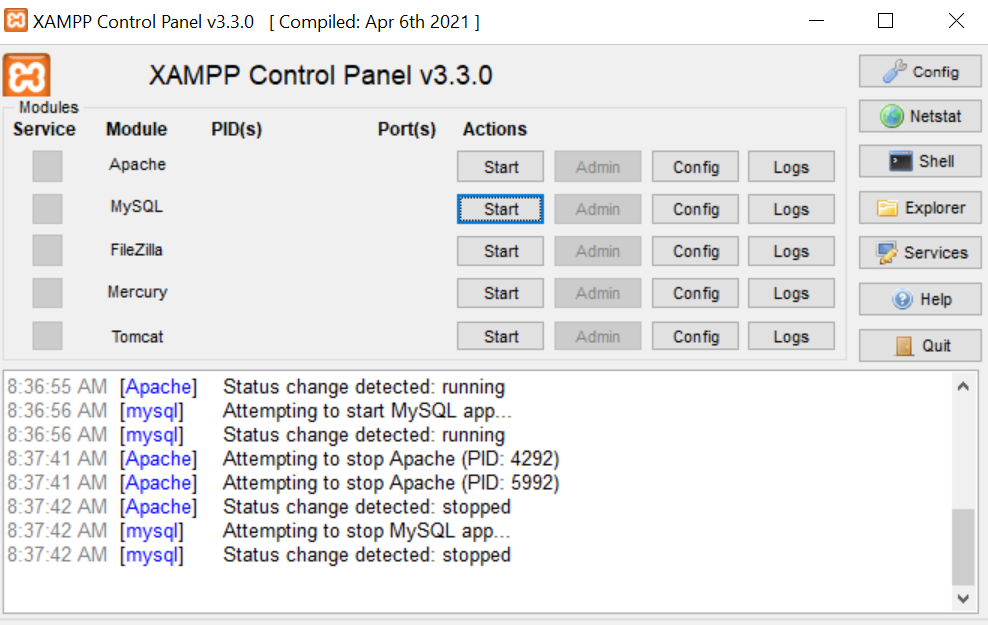 XAMPP Control Panel v3.3.0 [ Compiled: Apr 6th 2021 ]
XAMPP Control Panel v3.3.0
Config
Modules
Service Module PID(s) Port(s) Actions
Netstat
Apache Start Admin Config Logs
Shell
MySQL Start Admin Config Logs
Explorer
FileZilla Start Admin Config Logs
Services
Mercury Start Admin Config Logs
Help
Tomcat Start Admin Config Logs
Quit
8:36:55 AM [Apache] Status change detected: running
8:36:56 AM [mysql] Attempting to start MySQL app...
8:36:56 AM [mysql] Status change detected: running
8:37:41 AM [Apache] Attempting to stop Apache (PID: 4292)
8:37:41 AM [Apache] Attempting to stop Apache (PID: 5992)
8:37:42 AM [Apache] Status change detected: stopped
8:37:42 AM [mysql] Attempting to stop MySQL app...
8:37:42 AM [mysql] Status change detected: stopped